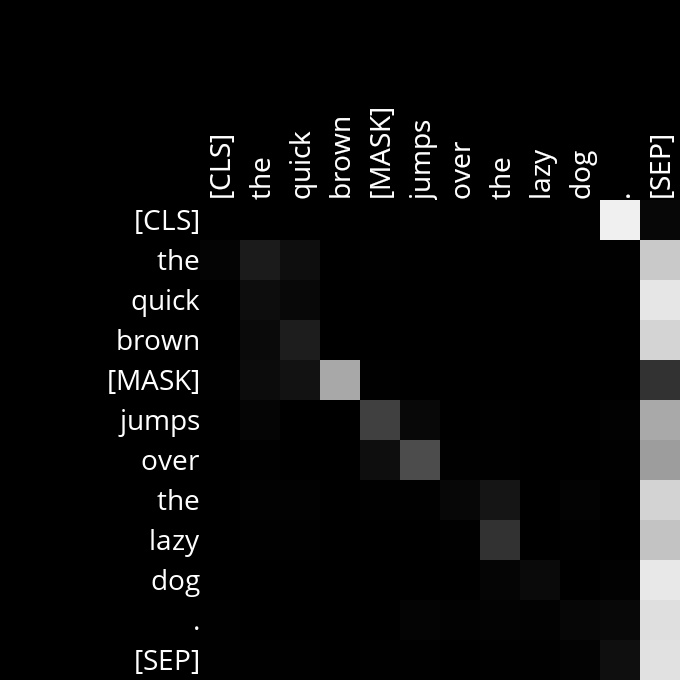 [CLS] the quick brown [MASK] jumps over the lazy dog . [SEP]
[CLS]
the
quick
brown
[MASK]
jumps
over
the
lazy
dog
.
[SEP]